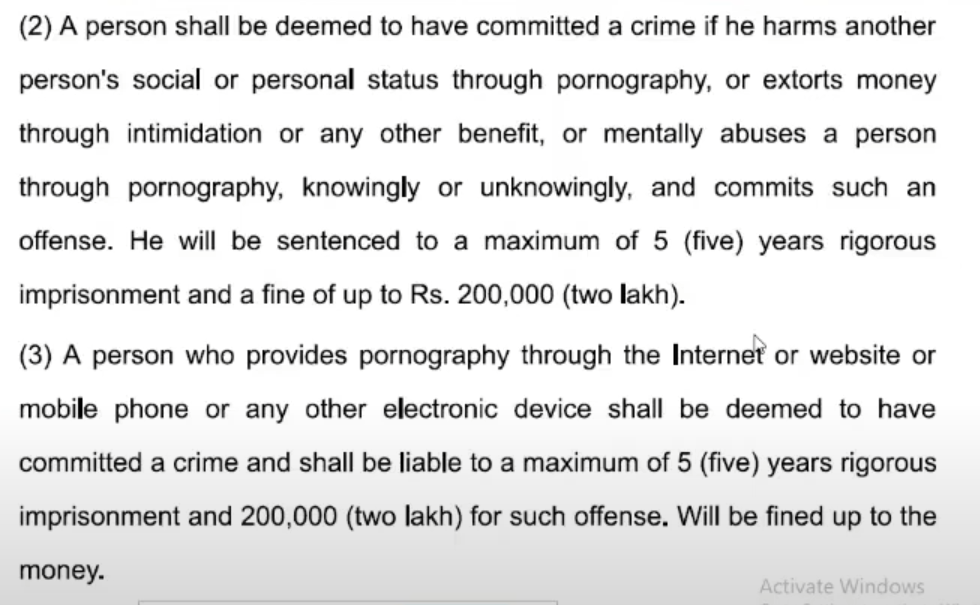 (2) A person shall be deemed to have committed a crime if he harms another
person's social or personal status through pornography, or extorts money
through intimidation or any other benefit, or mentally abuses a person
through pornography, knowingly or unknowingly, and commits such an
offense. He will be sentenced to a maximum of 5 (five) years rigorous
imprisonment and a fine of up to Rs. 200,000 (two lakh).
(3) A person who provides pornography through the Internet or website or
mobile phone or any other electronic device shall be deemed to have
committed a crime and shall be liable to a maximum of 5 (five) years rigorous
imprisonment and 200,000 (two lakh) for such offense. Will be fined up to the
money.
Activate Windows